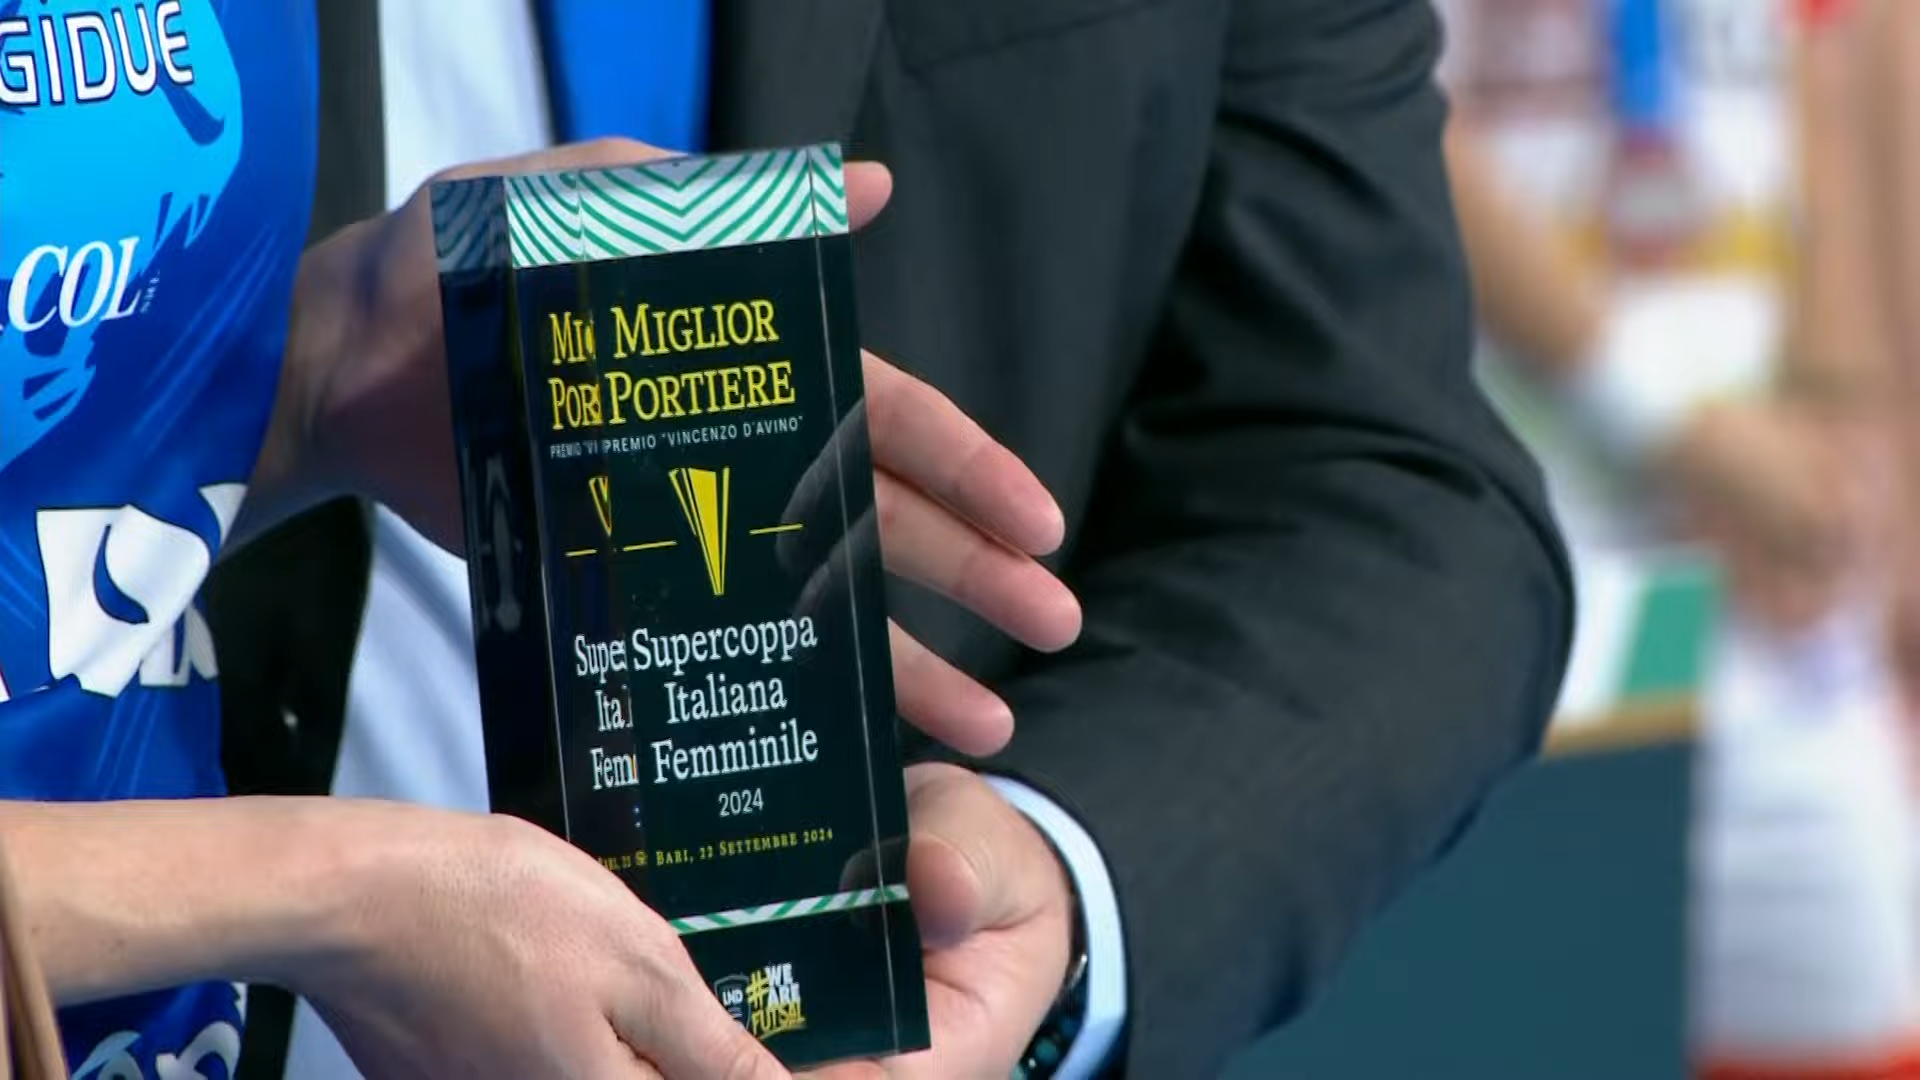 GIDUE
COL
MIGLIOR
PORTIERE
PREMIO "VINCENZO D'AVINO"
Supercoppa
Italiana
Femminile
2024
BARI, 22 SETTEMBRE 2024
LND
#WE
ARE
FUTSAL